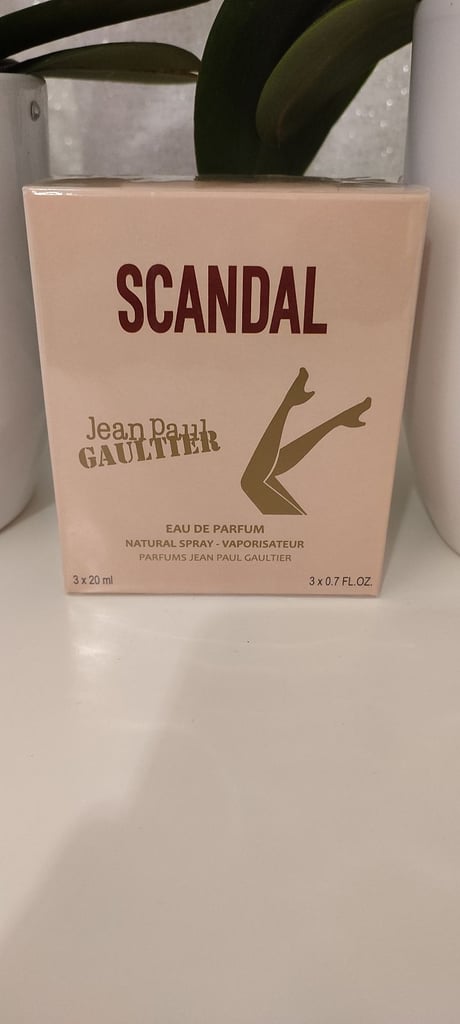 SCANDAL
Jean Paul
GAULTIER
EAU DE PARFUM
NATURAL SPRAY - VAPORISATEUR
PARFUMS JEAN PAUL GAULTIER
3 x 20 ml
3 x 0.7 FL.OZ.